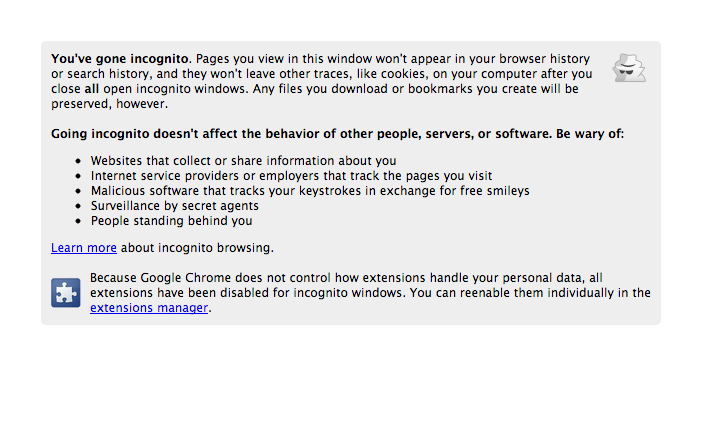 You've gone incognito. Pages you view in this window won't appear in your browser history
or search history, and they won't leave other traces, like cookies, on your computer after you
close all open incognito windows. Any files you download or bookmarks you create will be
preserved, however.
Going incognito doesn't affect the behavior of other people, servers, or software. Be wary of:
• Websites that collect or share information about you
• Internet service providers or employers that track the pages you visit
• Malicious software that tracks your keystrokes in exchange for free smileys
• Surveillance by secret agents
• People standing behind you
Learn more about incognito browsing.
Because Google Chrome does not control how extensions handle your personal data, all
extensions have been disabled for incognito windows. You can reenable them individually in the
extensions manager.